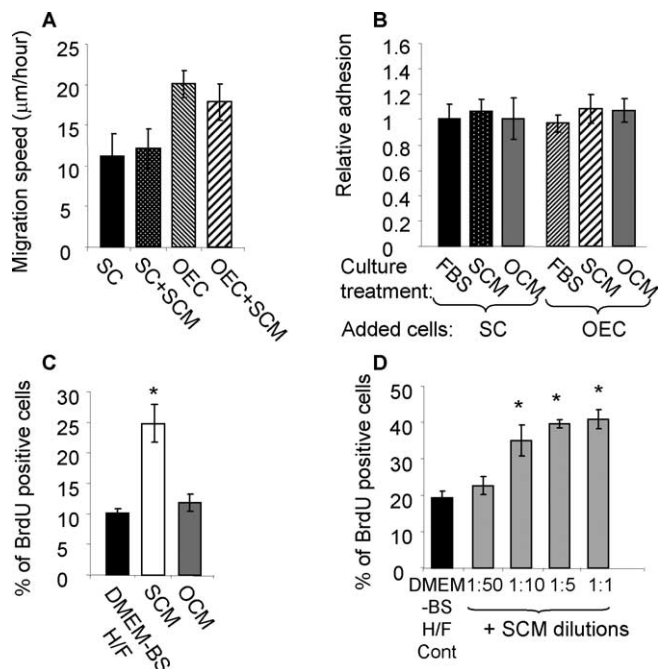 A
Migration speed (μm/hour)
25
20
15
10
5
0
SC
SC+SCM
OEC
OEC+SCM
B
Relative adhesion
1.6
1.4
1.2
1
0.8
0.6
0.4
0.2
0
Culture
treatment:
FBS
SCM
OCM
FBS
SCM
OCM
Added cells:
SC
OEC
C
% of BrdU positive cells
30
25
20
15
10
5
0
*
DMEM-BS
H/F
SCM
OCM
D
% of BrdU positive cells
60
50
40
30
20
10
0
* * *
DMEM 1:50 1:10 1:5 1:1
-BS
H/F
Cont
+ SCM dilutions